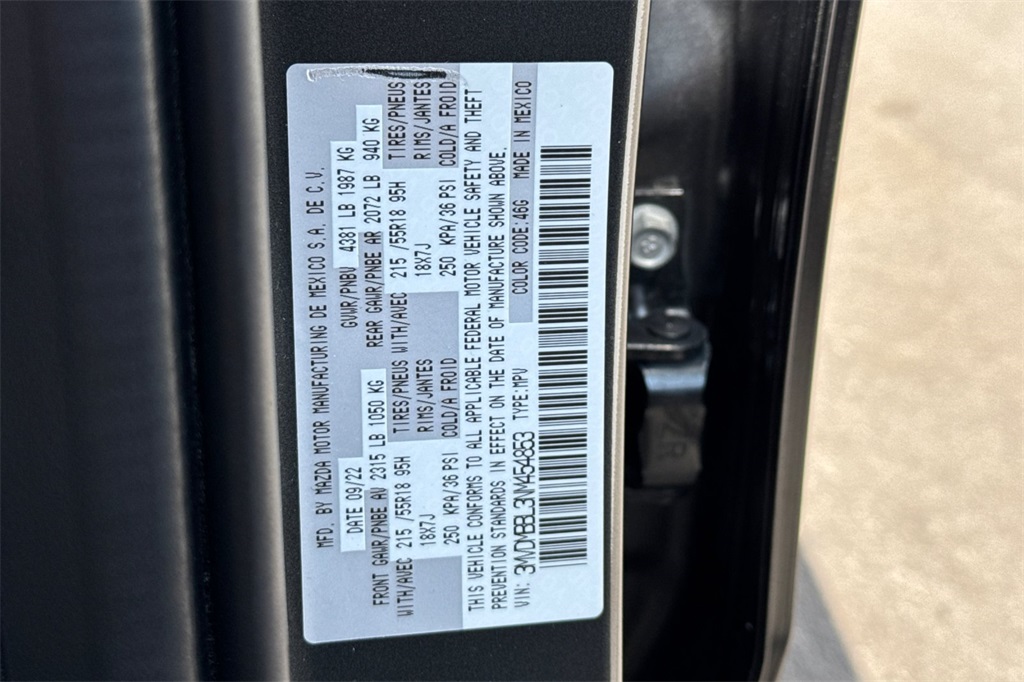 MFD. BY MAZDA MOTOR MANUFACTURING DE MEXICO S.A. DE C.V.
DATE 09/22 GVWR/PNBV 4381 LB 1987 KG
FRONT GAWR/PNBE AV 2315 LB 1050 KG REAR GAWR/PNBE AR 2072 LB 940 KG
WITH/AVEC 215 /55R18 95H TIRES/PNEUS WITH/AVEC 215 /55R18 95H TIRES/PNEUS
18X7J RIMS/JANTES 18X7J RIMS/JANTES
250 KPA/36 PSI COLD/A FROID 250 KPA/36 PSI COLD/A FROID
THIS VEHICLE CONFORMS TO ALL APPLICABLE FEDERAL MOTOR VEHICLE SAFETY AND THEFT
PREVENTION STANDARDS IN EFFECT ON THE DATE OF MANUFACTURE SHOWN ABOVE.
VIN: 3MVDMBBL3NM454853 TYPE:MPV COLOR CODE:46G MADE IN MEXICO